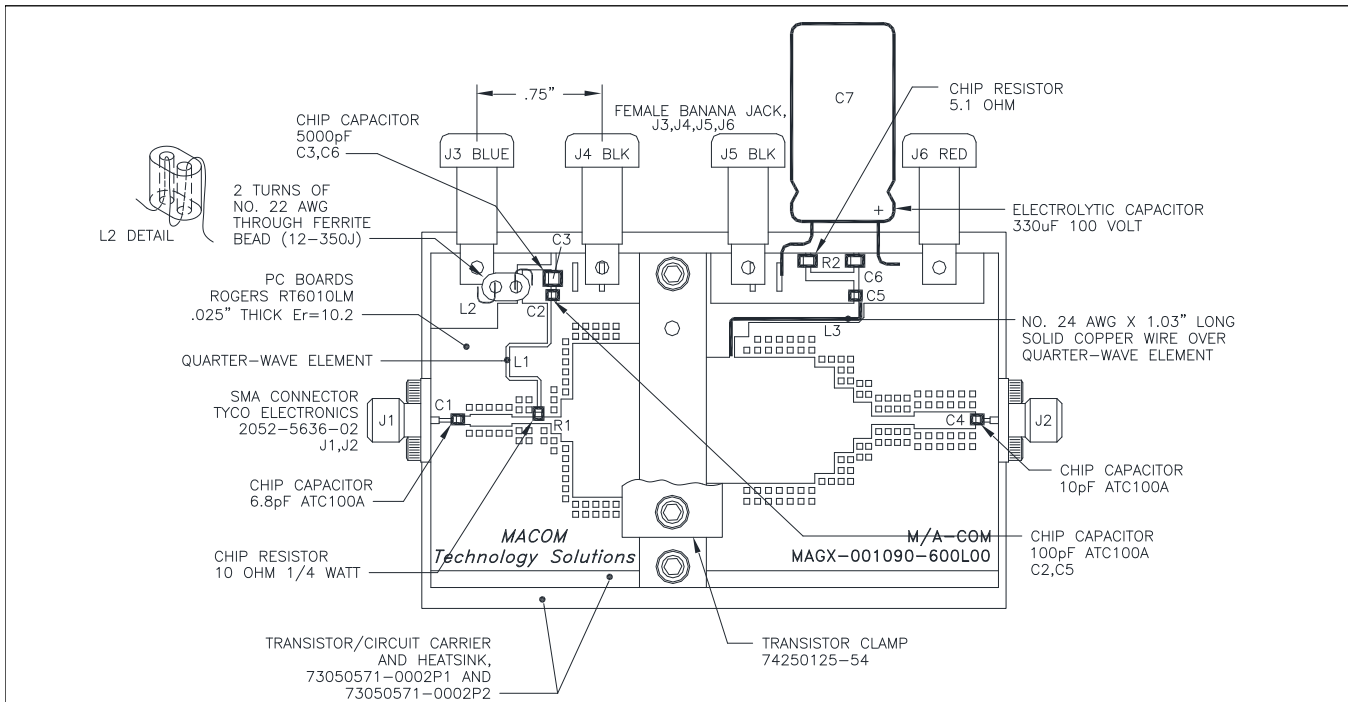 CHIP CAPACITOR
5000pF
C3,C6
.75"
FEMALE BANANA JACK,
J3,J4,J5,J6
C7
CHIP RESISTOR
5.1 OHM
J3 BLUE
J4 BLK
J5 BLK
J6 RED
L2 DETAIL
2 TURNS OF
NO. 22 AWG
THROUGH FERRITE
BEAD (12-350J)
+
ELECTROLYTIC CAPACITOR
330uF 100 VOLT
C3
R2
C6
C5
L2
C2
L3
PC BOARDS
ROGERS RT6010LM
.025" THICK Er=10.2
NO. 24 AWG X 1.03" LONG
SOLID COPPER WIRE OVER
QUARTER-WAVE ELEMENT
QUARTER-WAVE ELEMENT
L1
SMA CONNECTOR
TYCO ELECTRONICS
2052-5636-02
J1,J2
J1
C1
R1
C4
J2
CHIP CAPACITOR
6.8pF ATC100A
CHIP CAPACITOR
10pF ATC100A
MACOM
Technology Solutions
M/A-COM
MAGX-001090-600L00
CHIP CAPACITOR
100pF ATC100A
C2,C5
CHIP RESISTOR
10 OHM 1/4 WATT
TRANSISTOR/CIRCUIT CARRIER
AND HEATSINK,
73050571-0002P1 AND
73050571-0002P2
TRANSISTOR CLAMP
74250125-54